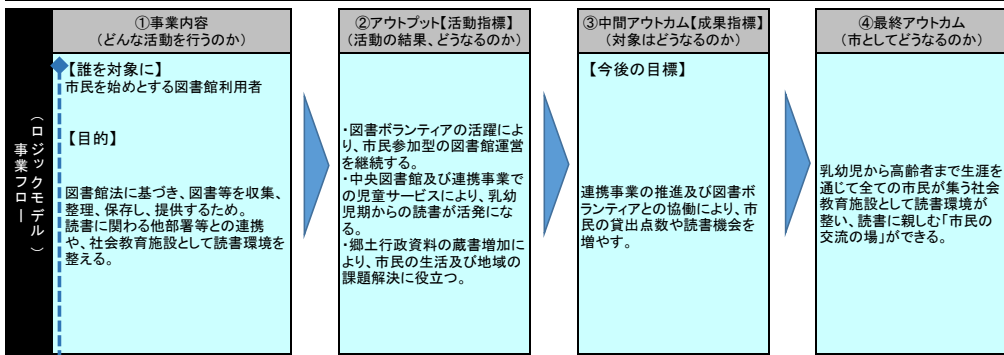 事業フロー
（ロジックモデル）
①事業内容
（どんな活動を行うのか）
【誰を対象に】
市民を始めとする図書館利用者
【目的】
図書館法に基づき、図書等を収集、
整理、保存し、提供するため。
読書に関わる他部署等との連携
や、社会教育施設として読書環境を
整える。
②アウトプット【活動指標】
（活動の結果、どうなるのか）
・図書ボランティアの活躍によ
り、市民参加型の図書館運営
を継続する。
・中央図書館及び連携事業で
の児童サービスにより、乳幼
児期からの読書が活発にな
る。
・郷土行政資料の蔵書増加に
より、市民の生活及び地域の
課題解決に役立つ。
③中間アウトカム【成果指標】
（対象はどうなるのか）
【今後の目標】
連携事業の推進及び図書ボ
ランティアとの協働により、市
民の貸出点数や読書機会を
増やす。
④最終アウトカム
（市としてどうなるのか）
乳幼児から高齢者まで生涯を
通じて全ての市民が集う社会
教育施設として読書環境が
整い、読書に親しむ「市民の
交流の場」ができる。